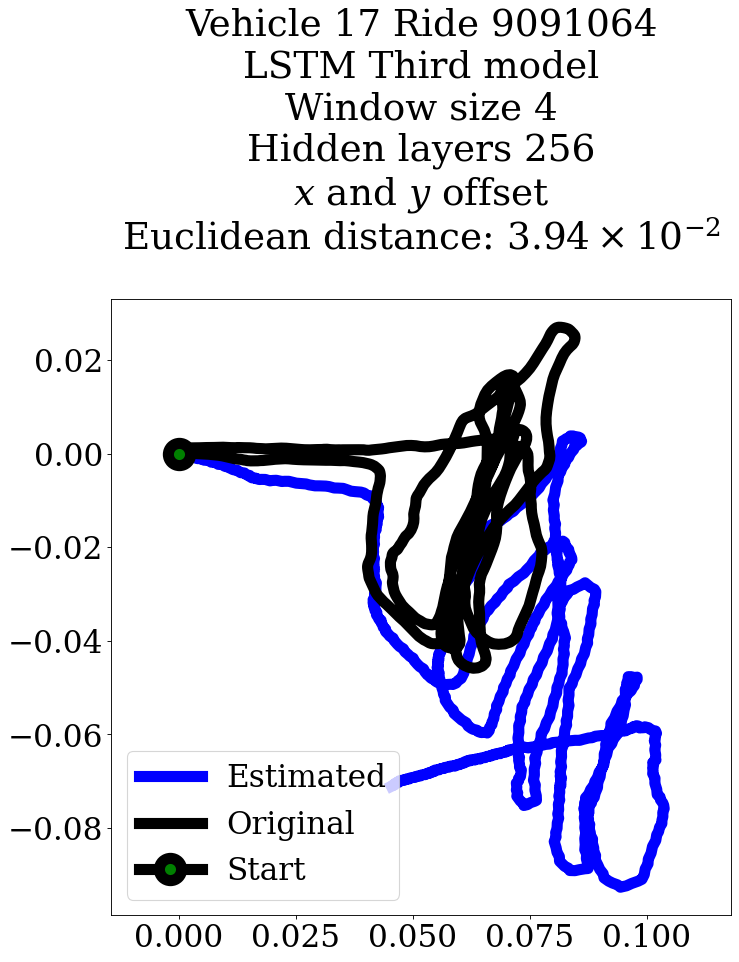 Vehicle 17 Ride 9091064
LSTM Third model
Window size 4
Hidden layers 256
x and y offset
Euclidean distance: 3.94 × 10⁻²
0.02
0.00
−0.02
−0.04
−0.06
−0.08
Estimated
Original
Start
0.000 0.025 0.050 0.075 0.100